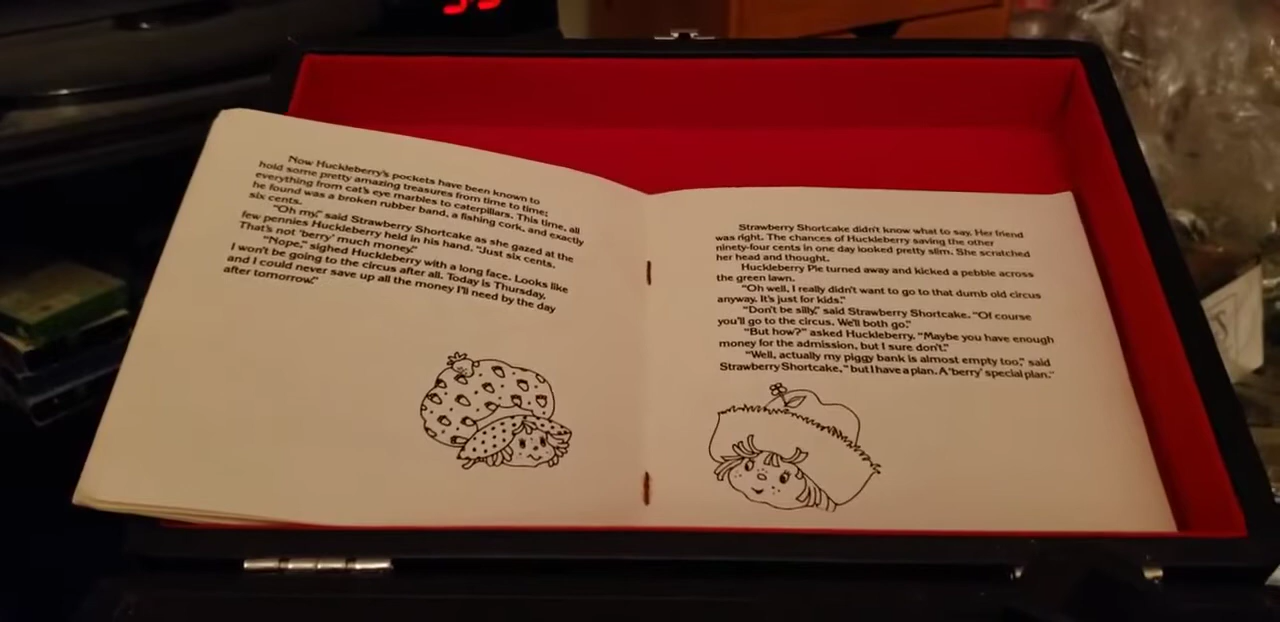 Now Huckleberry's pockets have been known to
hold some pretty amazing treasures from time to time;
everything from cat's eye marbles to caterpillars. This time, all
he found was a broken rubber band, a fishing cork, and exactly
six cents.
"Oh my," said Strawberry Shortcake as she gazed at the
few pennies Huckleberry held in his hand. "Just six cents.
That's not 'berry' much money."
"Nope," sighed Huckleberry with a long face. Looks like
I won't be going to the circus after all. Today is Thursday,
and I could never save up all the money I'll need by the day
after tomorrow."
Strawberry Shortcake didn't know what to say. Her friend
was right. The chances of Huckleberry saving the other
ninety-four cents in one day looked pretty slim. She scratched
her head and thought.
Huckleberry Pie turned away and kicked a pebble across
the green lawn.
"Oh well, I really didn't want to go to that dumb old circus
anyway. It's just for kids."
"Don't be silly," said Strawberry Shortcake. "Of course
you'll go to the circus. We'll both go."
"But how?" asked Huckleberry. "Maybe you have enough
money for the admission, but I sure don't."
"Well, actually my piggy bank is almost empty too," said
Strawberry Shortcake, "but I have a plan. A 'berry' special plan."